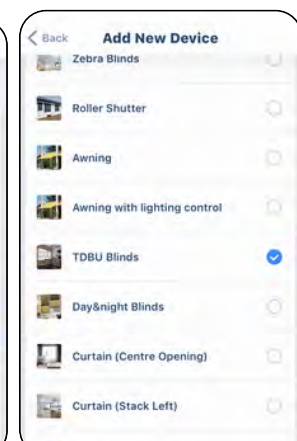 Back Add New Device
Zebra Blinds
Roller Shutter
Awning
Awning with lighting control
TDBU Blinds
Day&night Blinds
Curtain (Centre Opening)
Curtain (Stack Left)